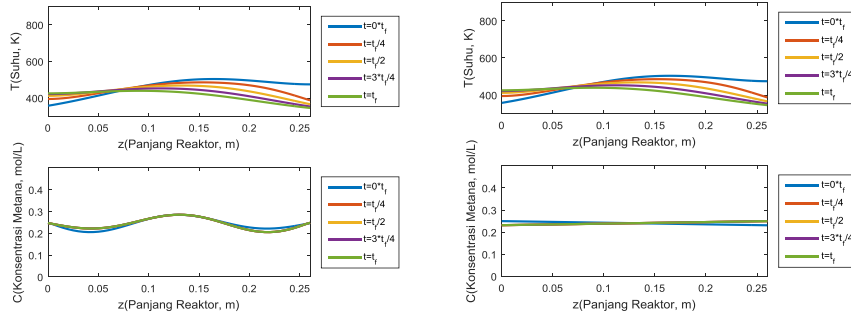 T(Suhu, K)
800
600
400
0
0.05
0.1
0.15
0.2
0.25
z(Panjang Reaktor, m)
t=0*t_f
t=t_f/4
t=t_f/2
t=3*t_f/4
t=t_f
T(Suhu, K)
800
600
400
0
0.05
0.1
0.15
0.2
0.25
z(Panjang Reaktor, m)
t=0*t_f
t=t_f/4
t=t_f/2
t=3*t_f/4
t=t_f
C(Konsentrasi Metana, mol/L)
0.4
0.3
0.2
0.1
0
0
0.05
0.1
0.15
0.2
0.25
z(Panjang Reaktor, m)
t=0*t_f
t=t_f/4
t=t_f/2
t=3*t_f/4
t=t_f
C(Konsentrasi Metana, mol/L)
0.4
0.3
0.2
0.1
0
0
0.05
0.1
0.15
0.2
0.25
z(Panjang Reaktor, m)
t=0*t_f
t=t_f/4
t=t_f/2
t=3*t_f/4
t=t_f